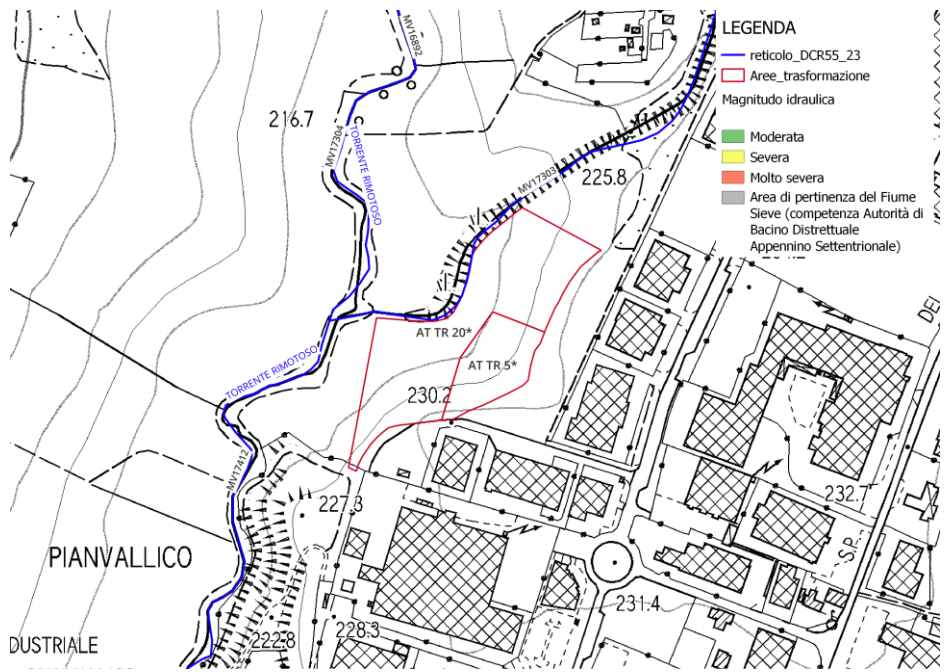 LEGENDA
reticolo_DCR55_23
Aree_trasformazione
Magnitudo idraulica
Moderata
Severa
Molto severa
Area di pertinenza del Fiume
Sieve (competenza Autorità di
Bacino Distrettuale
Appennino Settentrionale)
MV16892
216.7
MV17304
TORRENTE RIMOTOSO
MV17303
225.8
AT TR 20*
AT TR 5*
TORRENTE RIMOTOSO
230.2
MV17412
227.3
232.7
PIANVALLICO
S.P.
231.4
228.3
222.8
DUSTRIALE